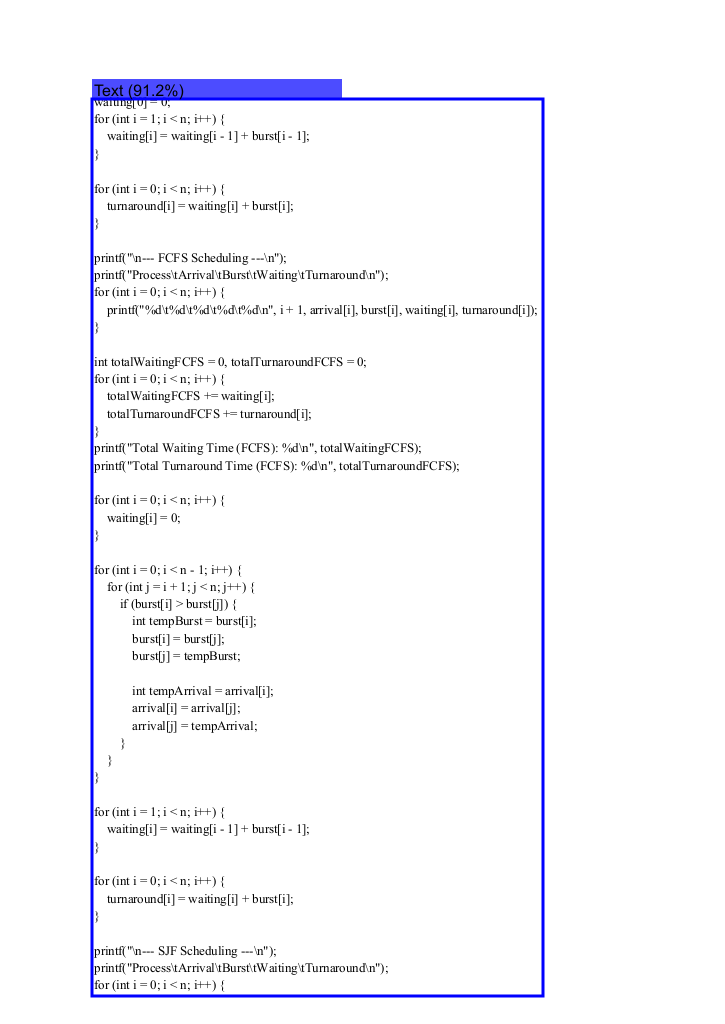 Text (91.2%)
waiting[0] = 0;
for (int i = 1; i < n; i++) {
    waiting[i] = waiting[i - 1] + burst[i - 1];
}

for (int i = 0; i < n; i++) {
    turnaround[i] = waiting[i] + burst[i];
}

printf("\n--- FCFS Scheduling ---\n");
printf("Process\tArrival\tBurst\tWaiting\tTurnaround\n");
for (int i = 0; i < n; i++) {
    printf("%d\t%d\t%d\t%d\t%d\n", i + 1, arrival[i], burst[i], waiting[i], turnaround[i]);
}

int totalWaitingFCFS = 0, totalTurnaroundFCFS = 0;
for (int i = 0; i < n; i++) {
    totalWaitingFCFS += waiting[i];
    totalTurnaroundFCFS += turnaround[i];
}
printf("Total Waiting Time (FCFS): %d\n", totalWaitingFCFS);
printf("Total Turnaround Time (FCFS): %d\n", totalTurnaroundFCFS);

for (int i = 0; i < n; i++) {
    waiting[i] = 0;
}

for (int i = 0; i < n - 1; i++) {
    for (int j = i + 1; j < n; j++) {
        if (burst[i] > burst[j]) {
            int tempBurst = burst[i];
            burst[i] = burst[j];
            burst[j] = tempBurst;

            int tempArrival = arrival[i];
            arrival[i] = arrival[j];
            arrival[j] = tempArrival;
        }
    }
}

for (int i = 1; i < n; i++) {
    waiting[i] = waiting[i - 1] + burst[i - 1];
}

for (int i = 0; i < n; i++) {
    turnaround[i] = waiting[i] + burst[i];
}

printf("\n--- SJF Scheduling ---\n");
printf("Process\tArrival\tBurst\tWaiting\tTurnaround\n");
for (int i = 0; i < n; i++) {